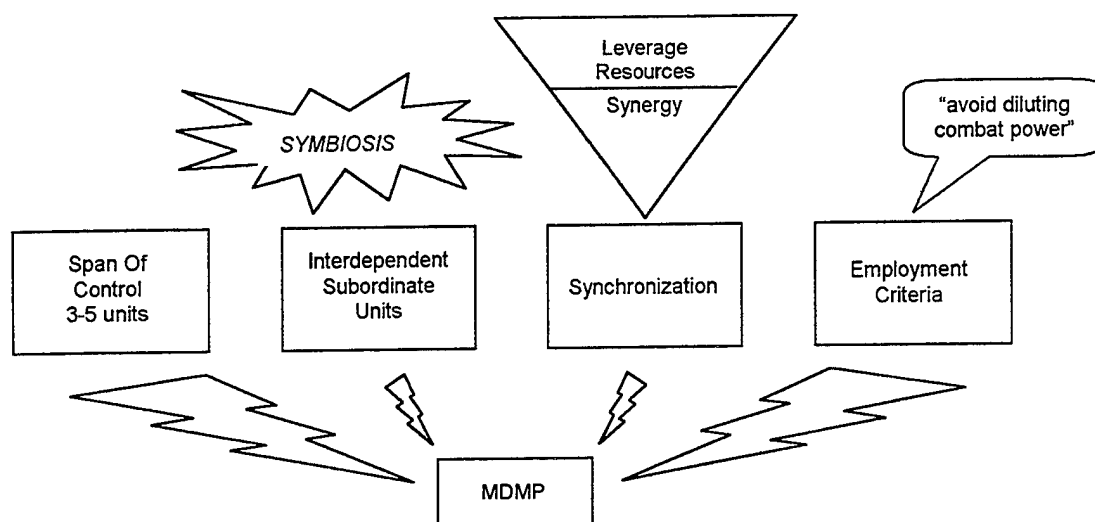 Leverage
Resources
Synergy
SYMBIOSIS
"avoid diluting
combat power"
Span Of
Control
3-5 units
Interdependent
Subordinate
Units
Synchronization
Employment
Criteria
MDMP